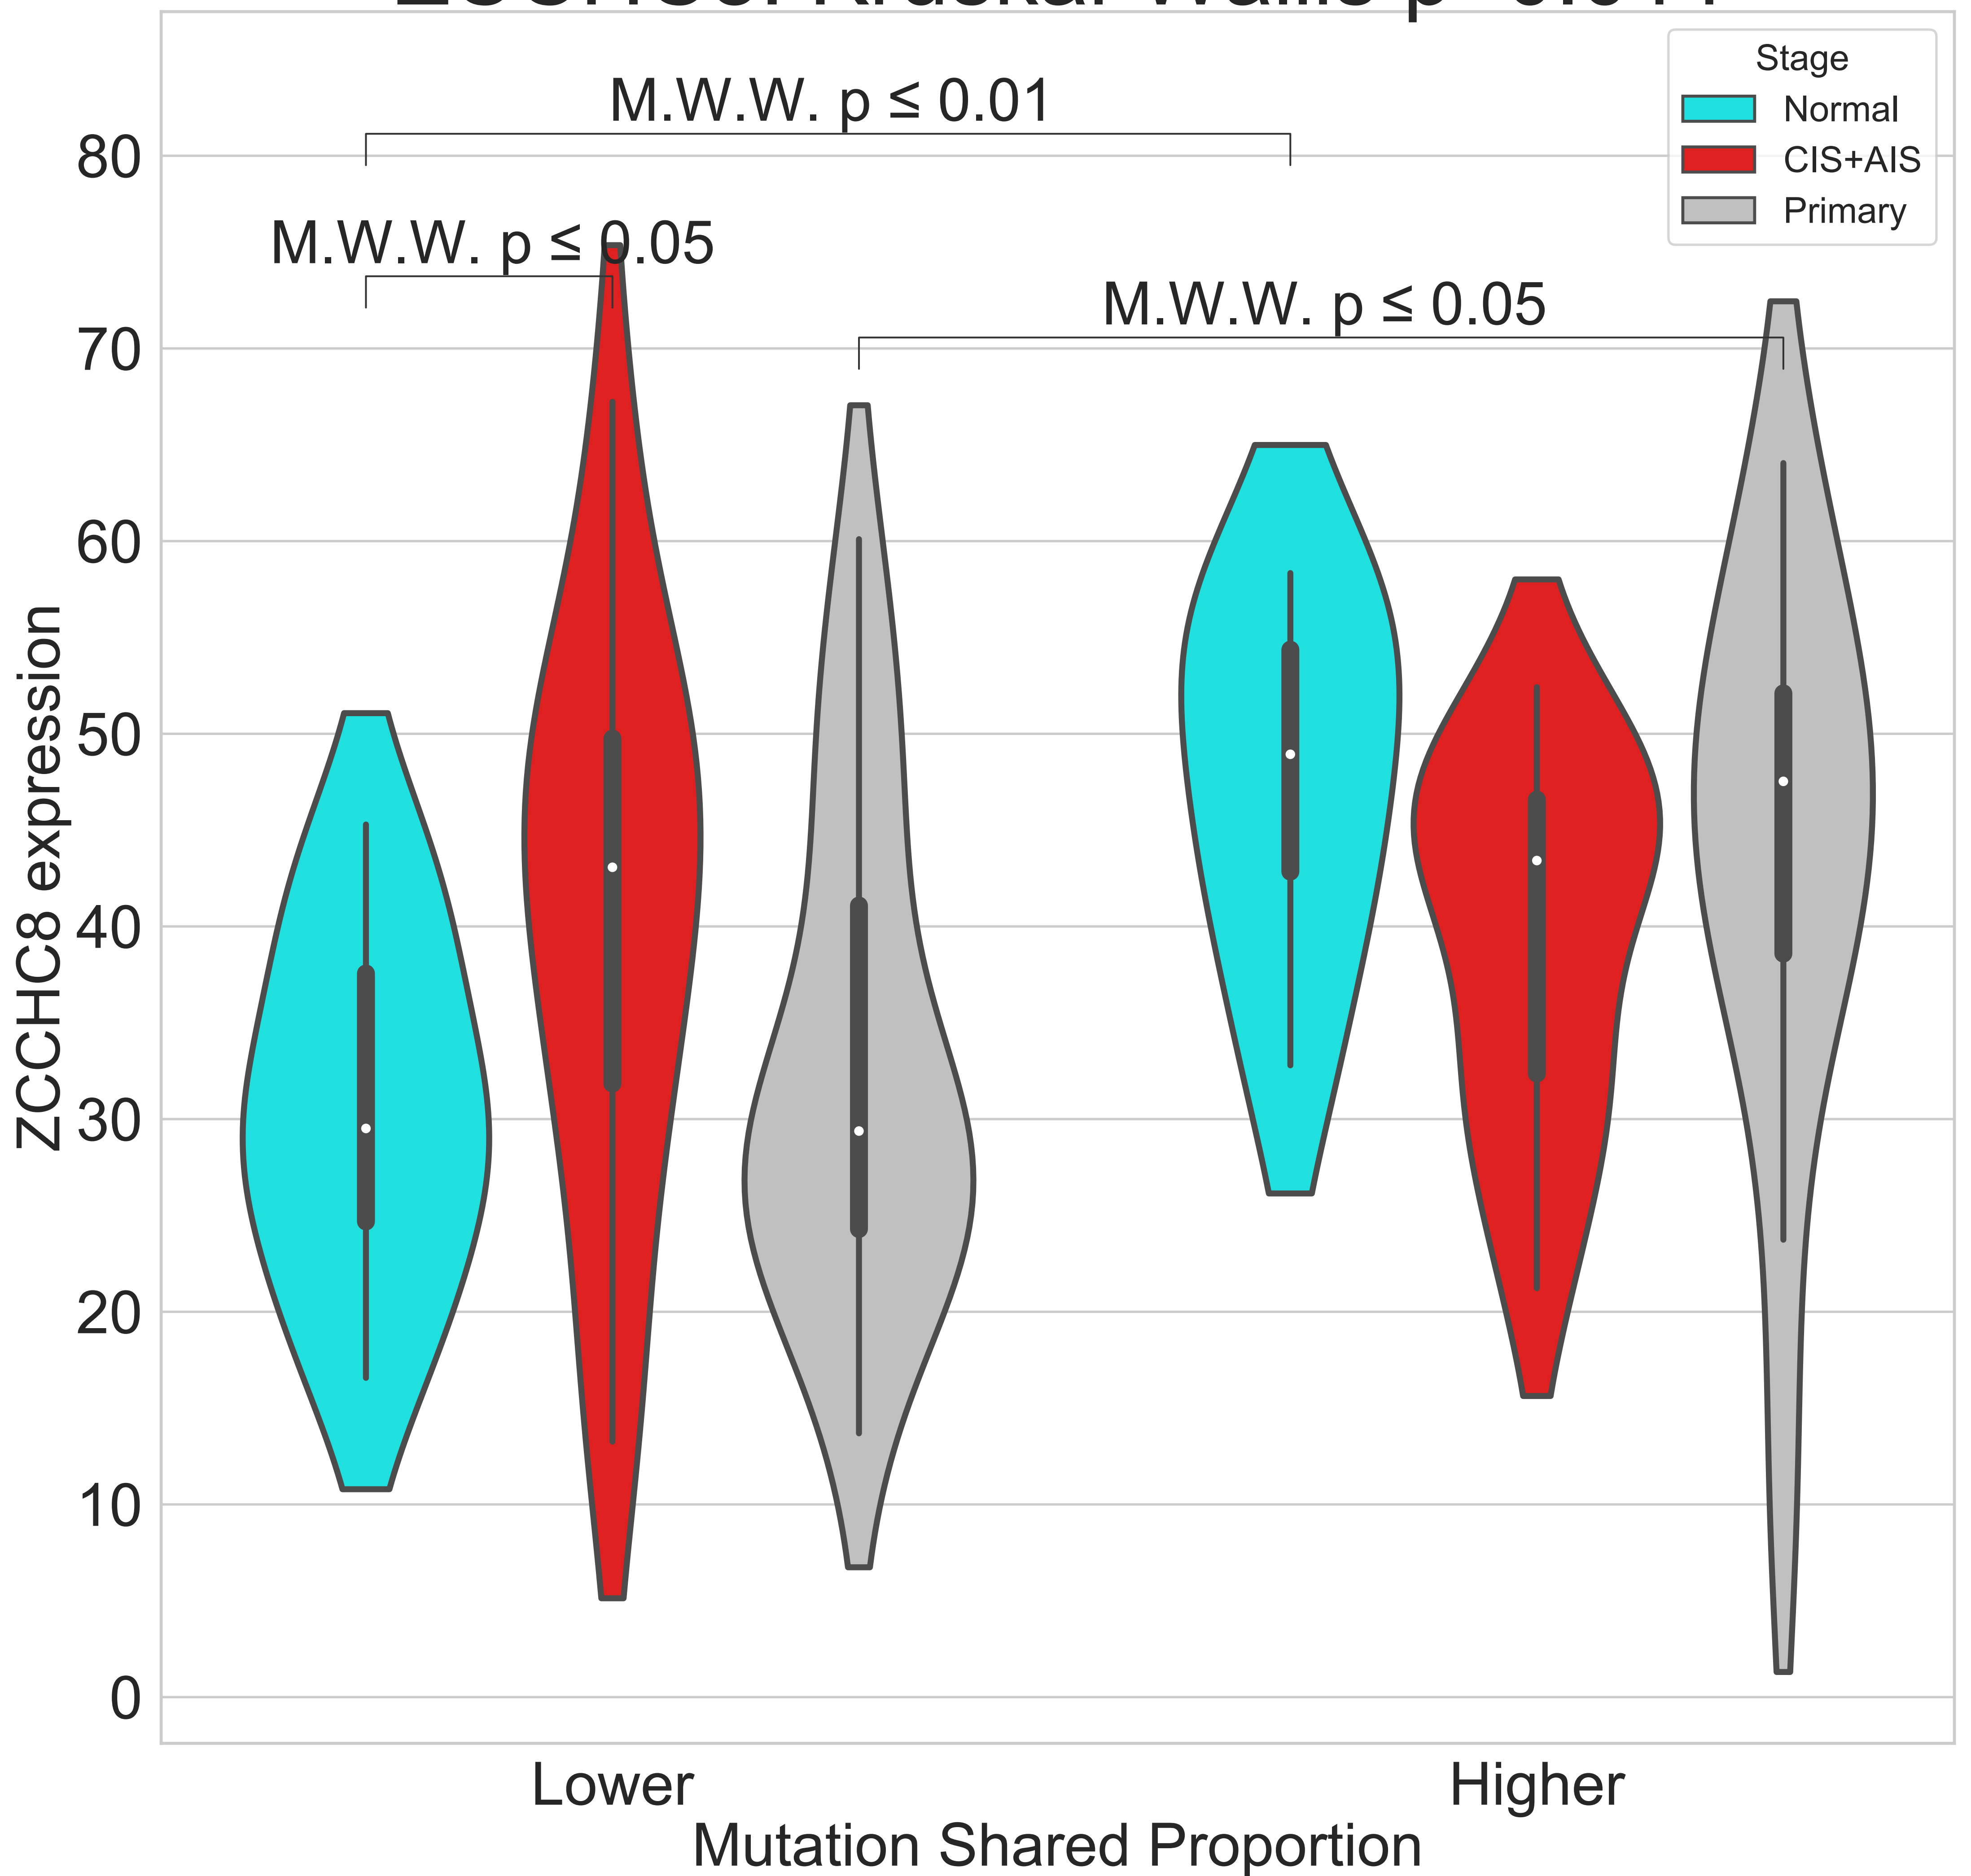 M.W.W. p ≤ 0.01
M.W.W. p ≤ 0.05
M.W.W. p ≤ 0.05
Stage
Normal
CIS+AIS
Primary
ZCCHC8 expression
80
70
60
50
40
30
20
10
0
Lower
Higher
Mutation Shared Proportion